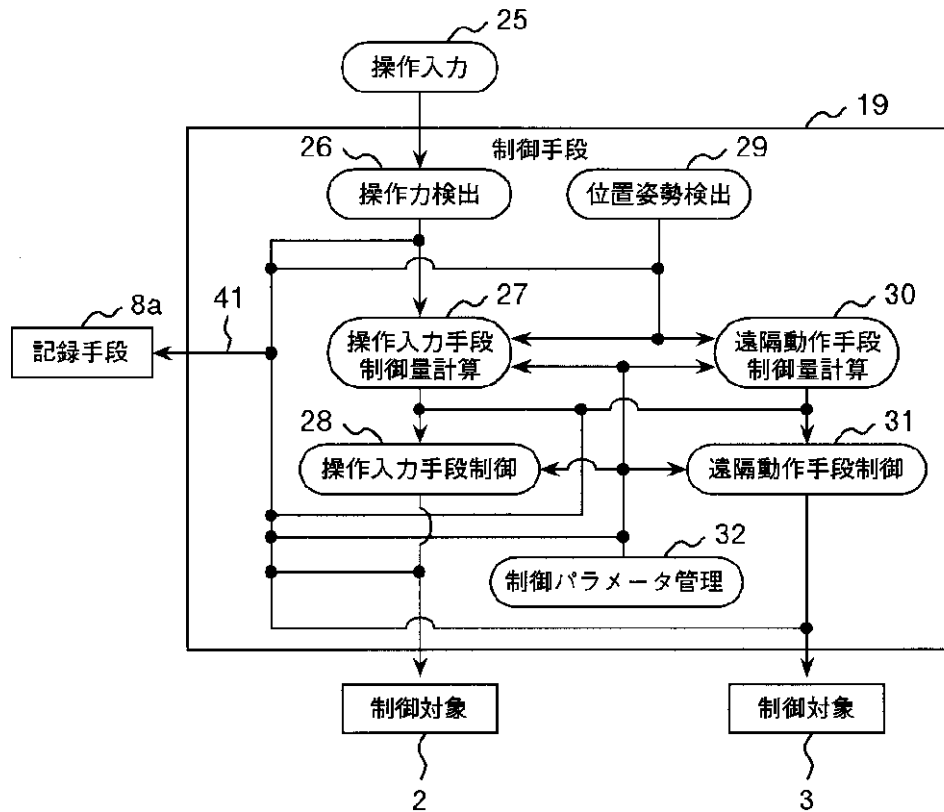 25
操作入力
19
制御手段
26
29
操作力検出
位置姿勢検出
27
30
8a
41
記録手段
操作入力手段
制御量計算
遠隔動作手段
制御量計算
28
31
操作入力手段制御
遠隔動作手段制御
32
制御パラメータ管理
制御対象
制御対象
2
3